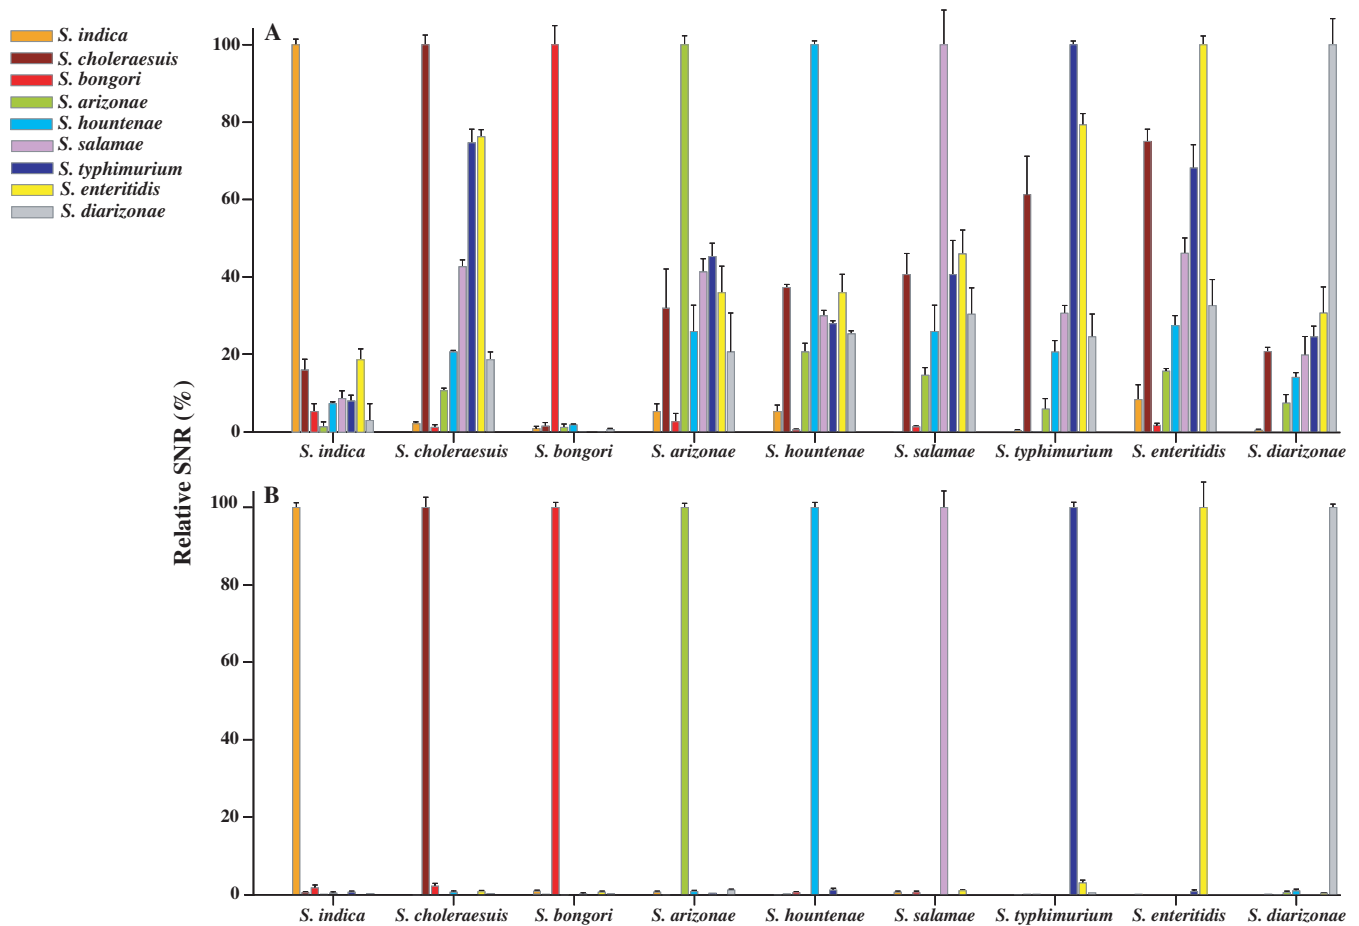 S. indica
S. choleraesuis
S. bongori
S. arizonae
S. hountenae
S. salamae
S. typhimurium
S. enteritidis
S. diarizonae
A
100
80
60
40
20
0
S. indica S. choleraesuis S. bongori S. arizonae S. hountenae S. salamae S. typhimurium S. enteritidis S. diarizonae
Relative SNR (%)
B
100
80
60
40
20
0
S. indica S. choleraesuis S. bongori S. arizonae S. hountenae S. salamae S. typhimurium S. enteritidis S. diarizonae